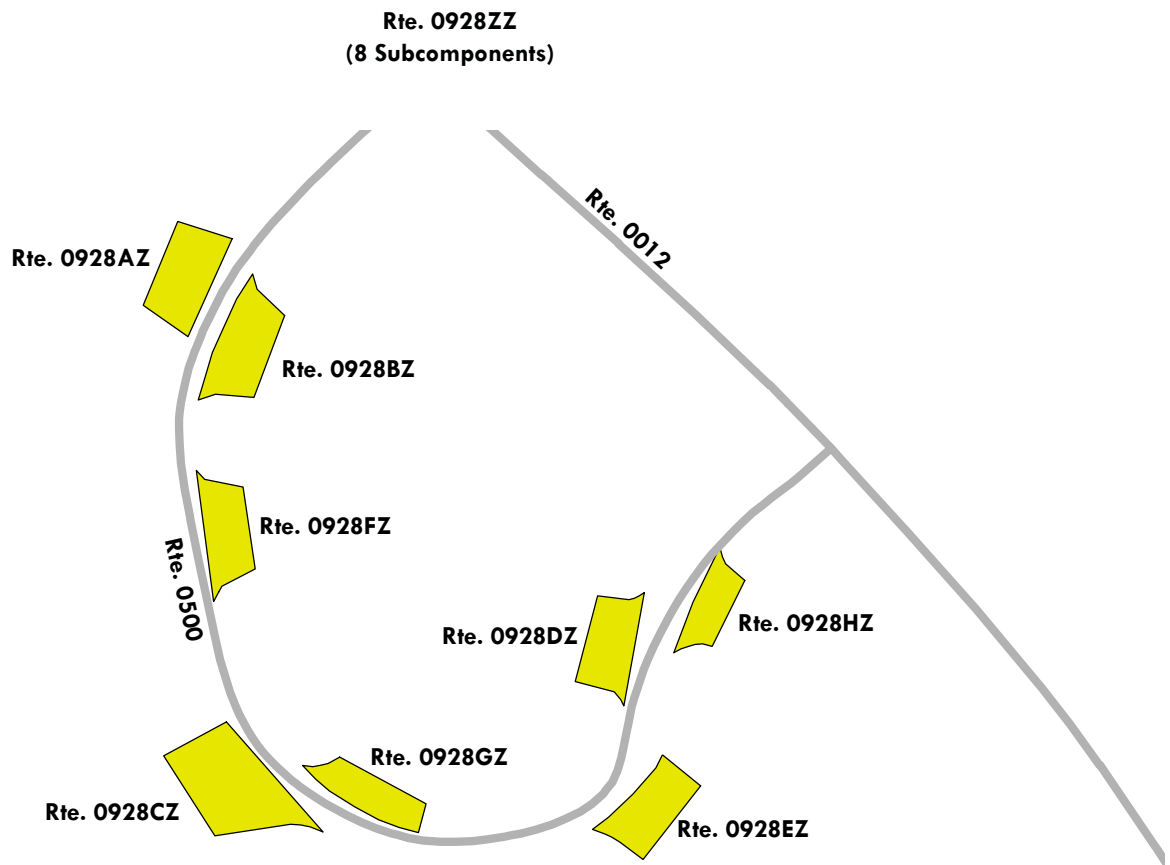 Rte. 0928ZZ
(8 Subcomponents)
Rte. 0012
Rte. 0928AZ
Rte. 0928BZ
Rte. 0928FZ
Rte. 0500
Rte. 0928DZ
Rte. 0928HZ
Rte. 0928GZ
Rte. 0928CZ
Rte. 0928EZ